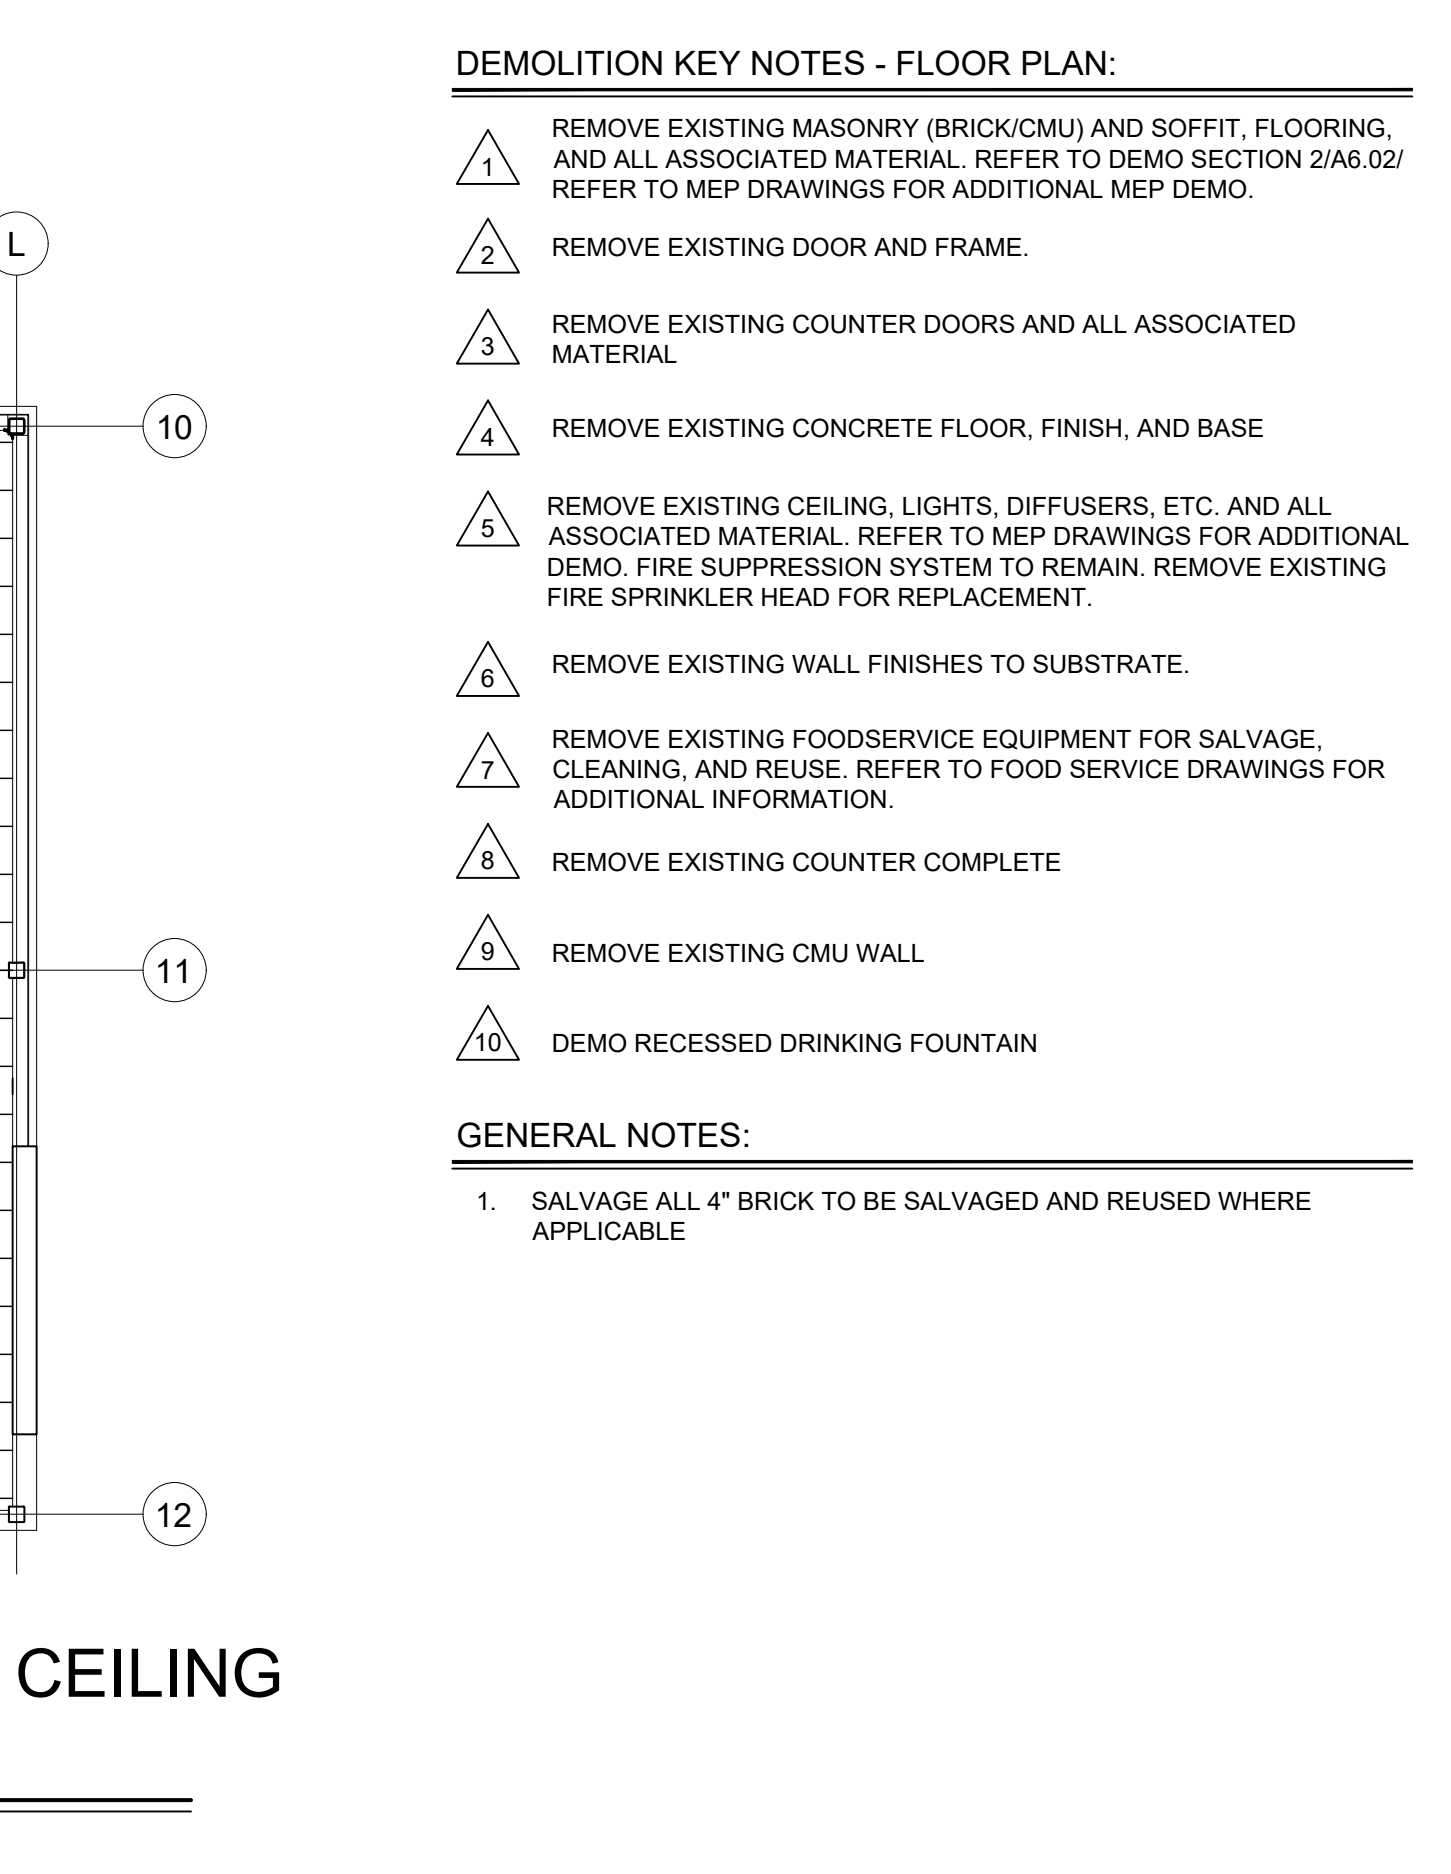 DEMOLITION KEY NOTES - FLOOR PLAN:
1
REMOVE EXISTING MASONRY (BRICK/CMU) AND SOFFIT, FLOORING,
AND ALL ASSOCIATED MATERIAL. REFER TO DEMO SECTION 2/A6.02/
REFER TO MEP DRAWINGS FOR ADDITIONAL MEP DEMO.
2
REMOVE EXISTING DOOR AND FRAME.
3
REMOVE EXISTING COUNTER DOORS AND ALL ASSOCIATED
MATERIAL
4
REMOVE EXISTING CONCRETE FLOOR, FINISH, AND BASE
5
REMOVE EXISTING CEILING, LIGHTS, DIFFUSERS, ETC. AND ALL
ASSOCIATED MATERIAL. REFER TO MEP DRAWINGS FOR ADDITIONAL
DEMO. FIRE SUPPRESSION SYSTEM TO REMAIN. REMOVE EXISTING
FIRE SPRINKLER HEAD FOR REPLACEMENT.
6
REMOVE EXISTING WALL FINISHES TO SUBSTRATE.
7
REMOVE EXISTING FOODSERVICE EQUIPMENT FOR SALVAGE,
CLEANING, AND REUSE. REFER TO FOOD SERVICE DRAWINGS FOR
ADDITIONAL INFORMATION.
8
REMOVE EXISTING COUNTER COMPLETE
9
REMOVE EXISTING CMU WALL
10
DEMO RECESSED DRINKING FOUNTAIN
GENERAL NOTES:
1. SALVAGE ALL 4" BRICK TO BE SALVAGED AND REUSED WHERE
APPLICABLE
L
10
11
12
CEILING